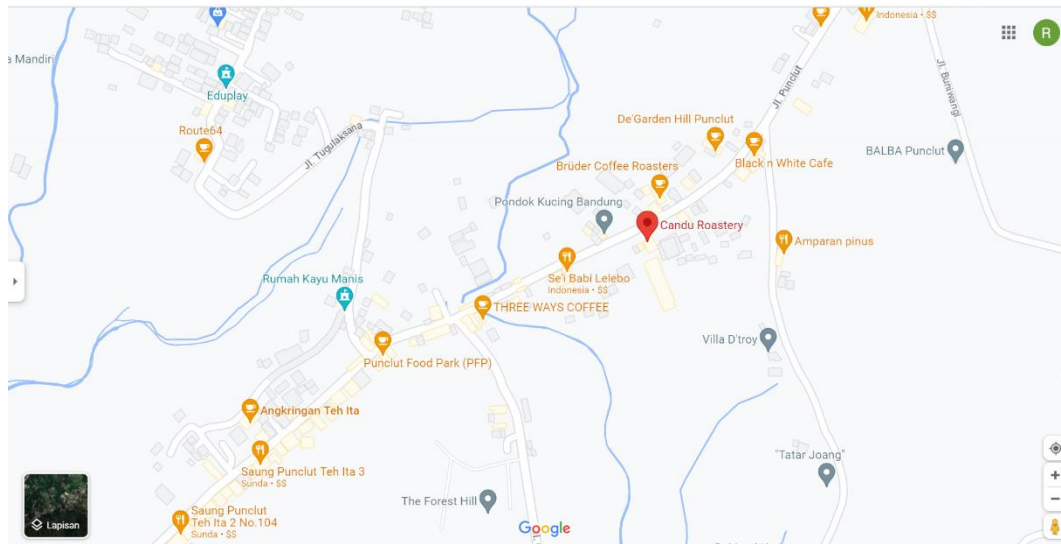 Indonesia • $$
R
a Mandiri
Eduplay
Jl. Punclut
Jl. Buniwangi
De'Garden Hill Punclut
Route64
Jl. Tugulaksana
Black n White Cafe
BALBA Punclut
Brüder Coffee Roasters
Pondok Kucing Bandung
Candu Roastery
Amparan pinus
Se'i Babi Lelebo
Indonesia • $$
Rumah Kayu Manis
THREE WAYS COFFEE
Villa D'troy
Punclut Food Park (PFP)
Angkringan Teh Ita
"Tatar Joang"
Saung Punclut Teh Ita 3
Sunda • $$
The Forest Hill
Saung Punclut
Teh Ita 2 No.104
Sunda • $$
Lapisan
Google